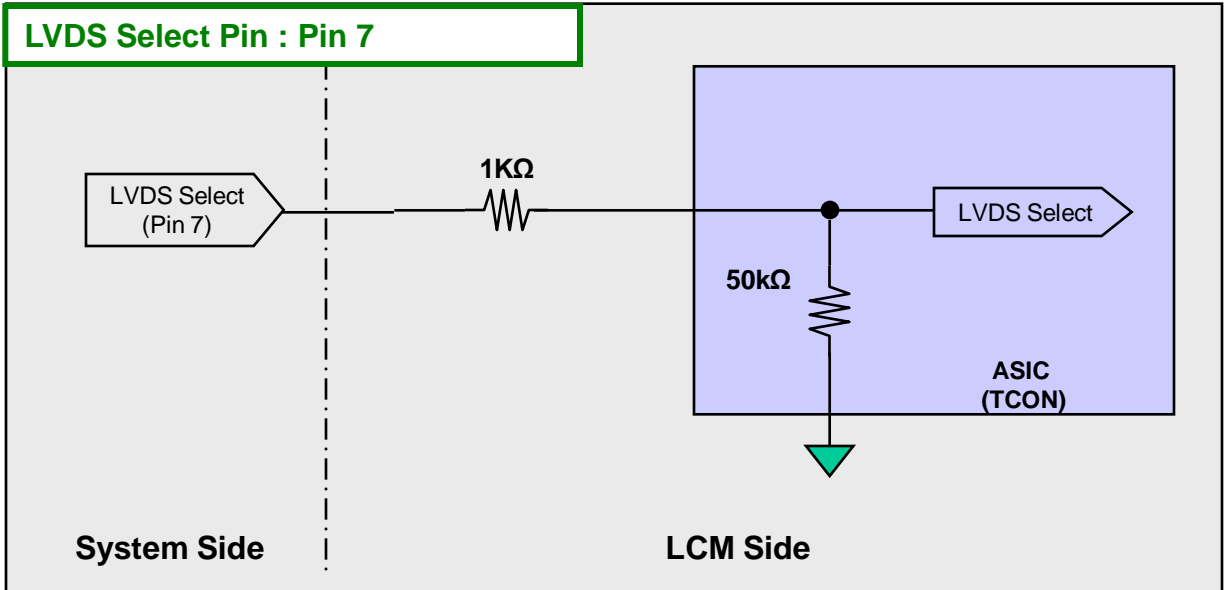 LVDS Select Pin : Pin 7
1KΩ
LVDS Select
(Pin 7)
LVDS Select
50kΩ
ASIC
(TCON)
System Side
LCM Side